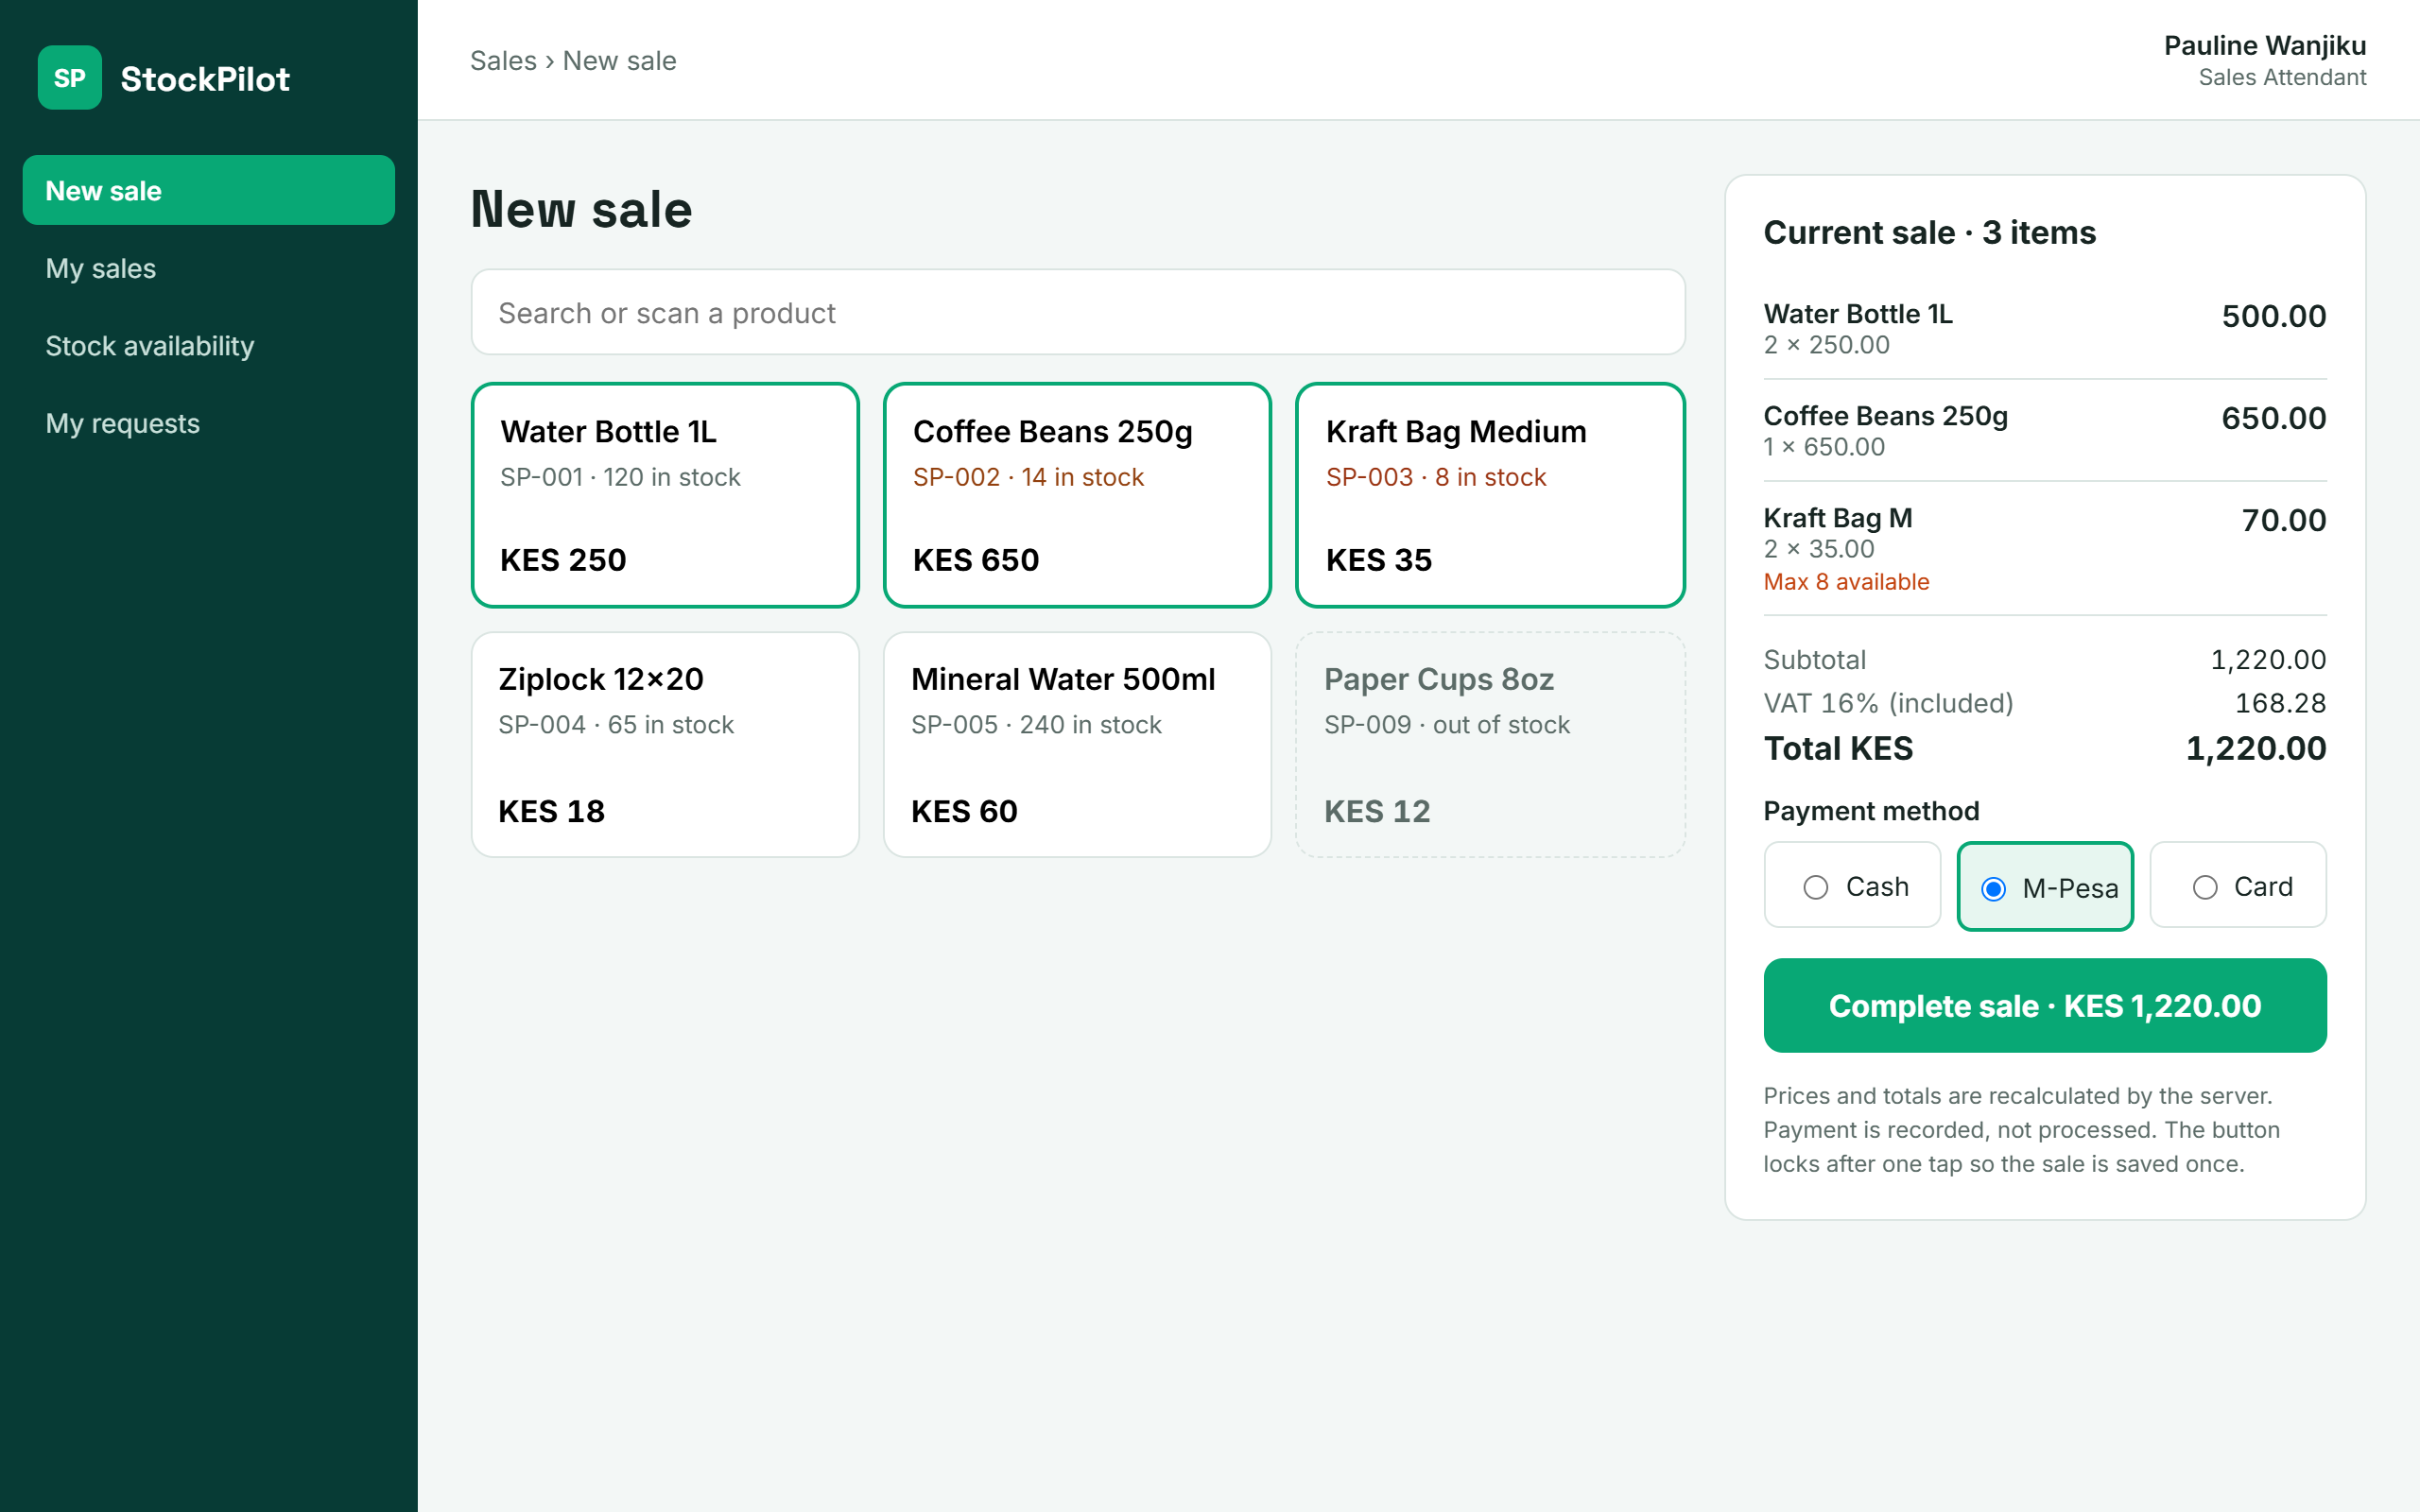 SP StockPilot
New sale
My sales
Stock availability
My requests
Sales › New sale
Pauline Wanjiku
Sales Attendant
New sale
Search or scan a product
Water Bottle 1L
SP-001 · 120 in stock
KES 250
Coffee Beans 250g
SP-002 · 14 in stock
KES 650
Kraft Bag Medium
SP-003 · 8 in stock
KES 35
Ziplock 12×20
SP-004 · 65 in stock
KES 18
Mineral Water 500ml
SP-005 · 240 in stock
KES 60
Paper Cups 8oz
SP-009 · out of stock
KES 12
Current sale · 3 items
Water Bottle 1L 500.00
2 × 250.00
Coffee Beans 250g 650.00
1 × 650.00
Kraft Bag M 70.00
2 × 35.00
Max 8 available
Subtotal 1,220.00
VAT 16% (included) 168.28
Total KES 1,220.00
Payment method
Cash M-Pesa Card
Complete sale · KES 1,220.00
Prices and totals are recalculated by the server.
Payment is recorded, not processed. The button
locks after one tap so the sale is saved once.